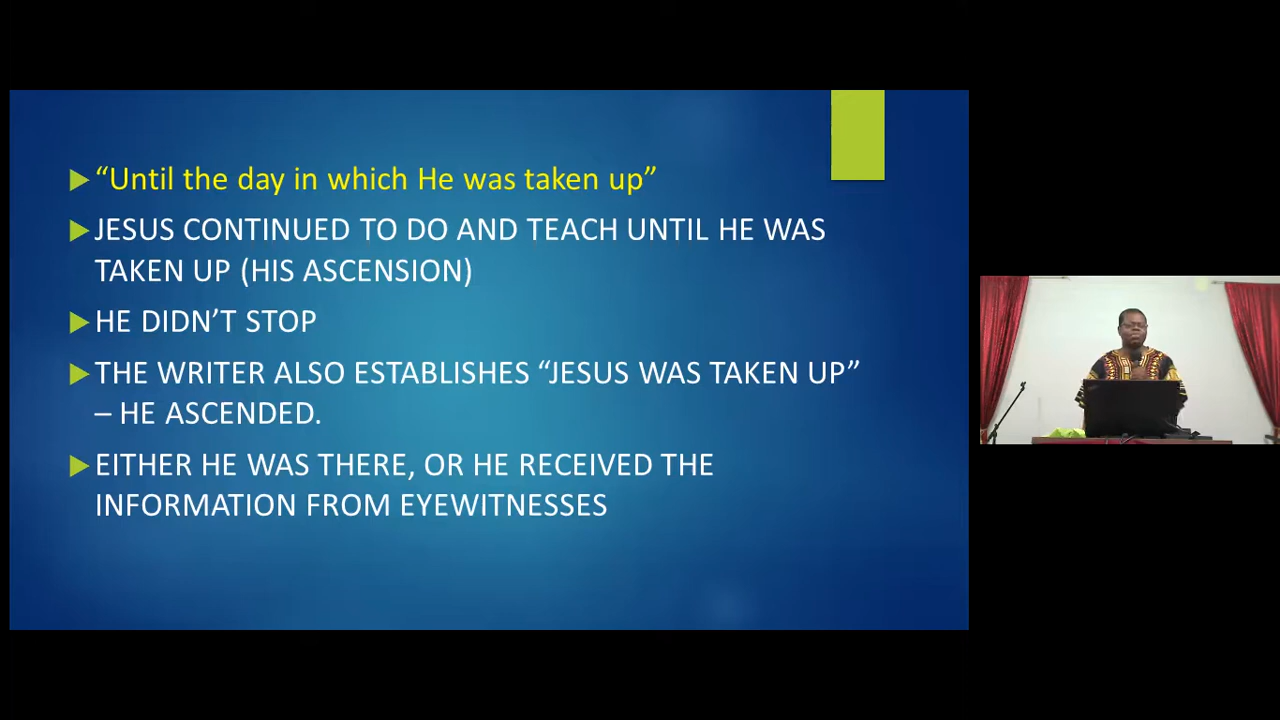 “Until the day in which He was taken up”
JESUS CONTINUED TO DO AND TEACH UNTIL HE WAS
TAKEN UP (HIS ASCENSION)
HE DIDN’T STOP
THE WRITER ALSO ESTABLISHES “JESUS WAS TAKEN UP”
– HE ASCENDED.
EITHER HE WAS THERE, OR HE RECEIVED THE
INFORMATION FROM EYEWITNESSES